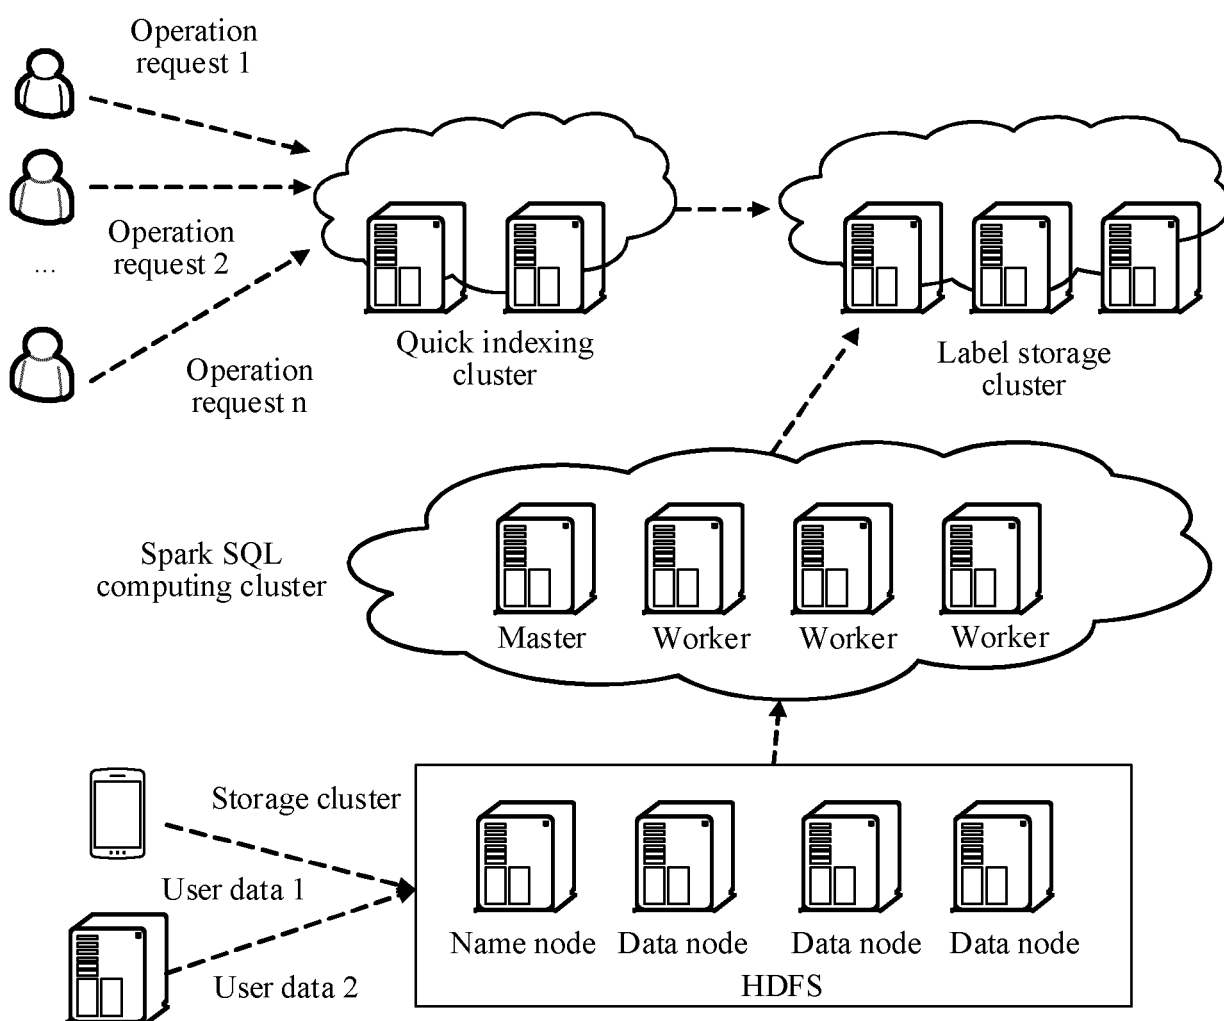 Operation
request 1
Operation
request 2
...
Operation
request n
Quick indexing
cluster
Label storage
cluster
Spark SQL
computing cluster
Master
Worker
Worker
Worker
Storage cluster
User data 1
User data 2
Name node
Data node
Data node
Data node
HDFS